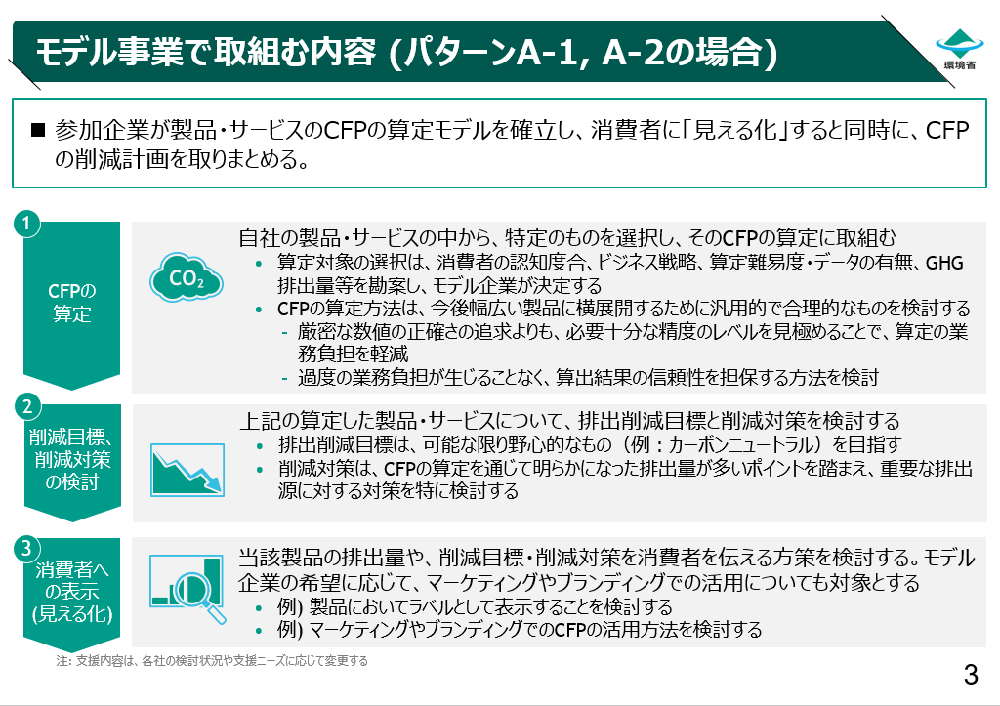 モデル事業で取組む内容 (パターンA-1, A-2の場合)
環境省
■ 参加企業が製品・サービスのCFPの算定モデルを確立し、消費者に「見える化」すると同時に、CFP
の削減計画を取りまとめる。
1
CFPの
算定
CO₂
自社の製品・サービスの中から、特定のものを選択し、そのCFPの算定に取組む
• 算定対象の選択は、消費者の認知度合、ビジネス戦略、算定難易度・データの有無、GHG
排出量等を勘案し、モデル企業が決定する
• CFPの算定方法は、今後幅広い製品に横展開するために汎用的で合理的なものを検討する
- 厳密な数値の正確さの追求よりも、必要十分な精度のレベルを見極めることで、算定の業
務負担を軽減
- 過度の業務負担が生じることなく、算出結果の信頼性を担保する方法を検討
2
削減目標、
削減対策
の検討
上記の算定した製品・サービスについて、排出削減目標と削減対策を検討する
• 排出削減目標は、可能な限り野心的なもの（例：カーボンニュートラル）を目指す
• 削減対策は、CFPの算定を通じて明らかになった排出量が多いポイントを踏まえ、重要な排出
源に対する対策を特に検討する
3
消費者へ
の表示
(見える化)
当該製品の排出量や、削減目標・削減対策を消費者を伝える方策を検討する。モデル
企業の希望に応じて、マーケティングやブランディングでの活用についても対象とする
• 例) 製品においてラベルとして表示することを検討する
• 例) マーケティングやブランディングでのCFPの活用方法を検討する
注: 支援内容は、各社の検討状況や支援ニーズに応じて変更する
3